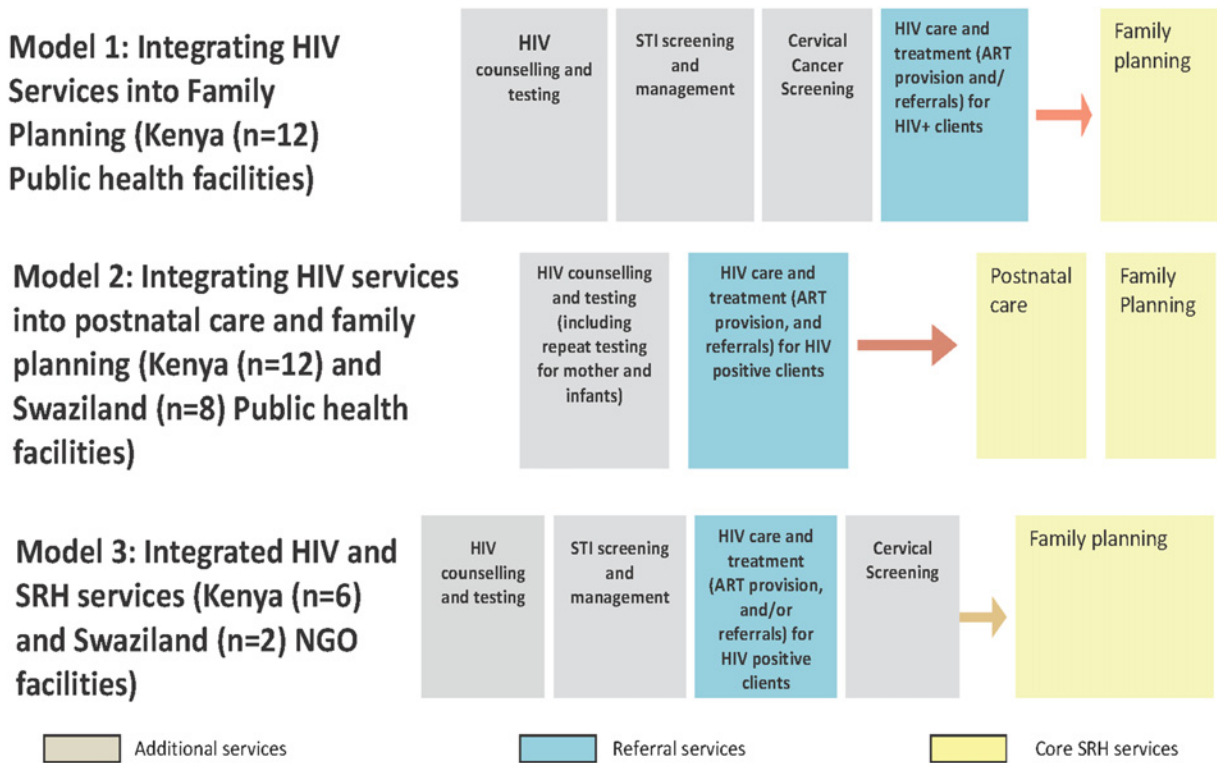 Model 1: Integrating HIV
Services into Family
Planning (Kenya (n=12)
Public health facilities)
HIV
counselling and
testing
STI screening
and
management
Cervical
Cancer
Screening
HIV care and
treatment (ART
provision and/
referrals) for
HIV+ clients
Family
planning
Model 2: Integrating HIV services
into postnatal care and family
planning (Kenya (n=12) and
Swaziland (n=8) Public health
facilities)
HIV counselling
and testing
(including
repeat testing
for mother and
infants)
HIV care and
treatment (ART
provision, and
referrals) for HIV
positive clients
Postnatal
care
Family
Planning
Model 3: Integrated HIV and
SRH services (Kenya (n=6)
and Swaziland (n=2) NGO
facilities)
HIV
counselling
and testing
STI screening
and
management
HIV care and
treatment
(ART provision,
and/or
referrals) for
HIV positive
clients
Cervical
Screening
Family planning
Additional services
Referral services
Core SRH services